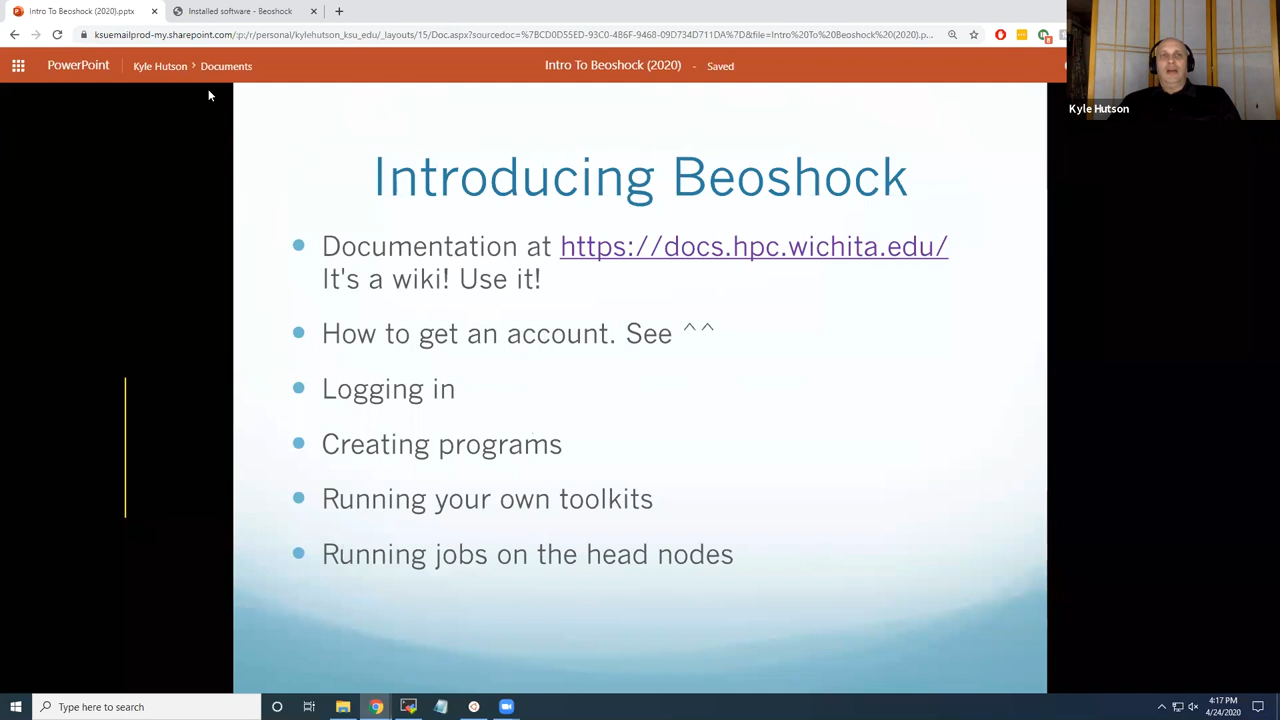 Intro To Beoshock (2020).pptx
Installed software - Beoshock
ksuemailprod-my.sharepoint.com/:p:/r/personal/kylehutson_ksu_edu/_layouts/15/Doc.aspx?sourcedoc=%7BCD0D55ED-93C0-4B6F-9468-09D734D711DA%7D&file=Intro%20To%20Beoshock%20(2020).p...
PowerPoint
Kyle Hutson > Documents
Intro To Beoshock (2020) - Saved
Kyle Hutson
Introducing Beoshock
Documentation at https://docs.hpc.wichita.edu/
It's a wiki! Use it!
How to get an account. See ^^
Logging in
Creating programs
Running your own toolkits
Running jobs on the head nodes
Type here to search
4:17 PM
4/24/2020